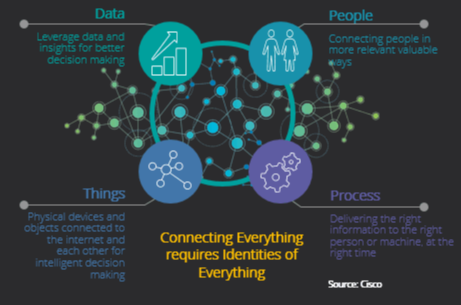 Data
Leverage data and
insights for better
decision making
People
Connecting people in
more relevant valuable
ways
Things
Physical devices and
objects connected to
the internet and
each other for
intelligent decision
making
Process
Delivering the right
information to the right
person or machine, at the
right time
Connecting Everything
requires Identities of
Everything
Source: Cisco